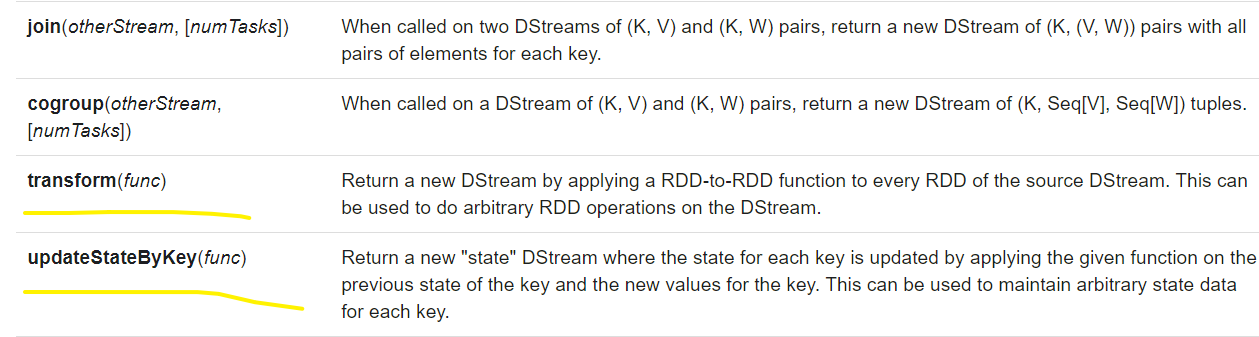 join(otherStream, [numTasks])
When called on two DStreams of (K, V) and (K, W) pairs, return a new DStream of (K, (V, W)) pairs with all
pairs of elements for each key.
cogroup(otherStream,
[numTasks])
When called on a DStream of (K, V) and (K, W) pairs, return a new DStream of (K, Seq[V], Seq[W]) tuples.
transform(func)
Return a new DStream by applying a RDD-to-RDD function to every RDD of the source DStream. This can
be used to do arbitrary RDD operations on the DStream.
updateStateByKey(func)
Return a new "state" DStream where the state for each key is updated by applying the given function on the
previous state of the key and the new values for the key. This can be used to maintain arbitrary state data
for each key.